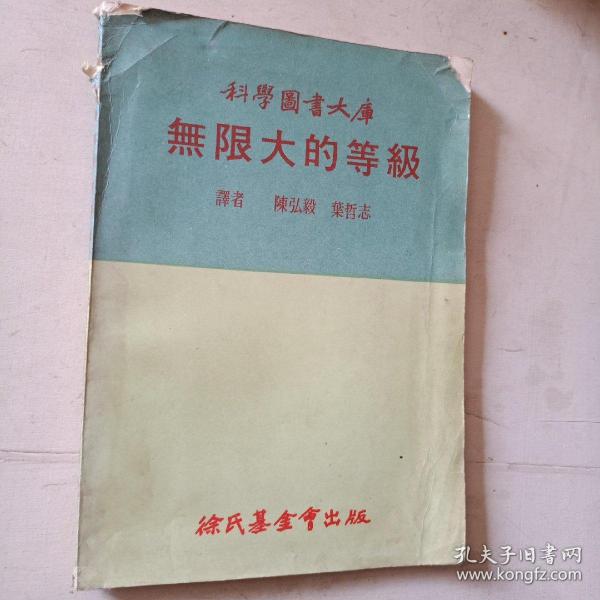 科學圖書大庫
無限大的等級
譯者 陳弘毅 葉哲志
徐氏基金會出版
孔夫子旧书网
www.kongfz.com